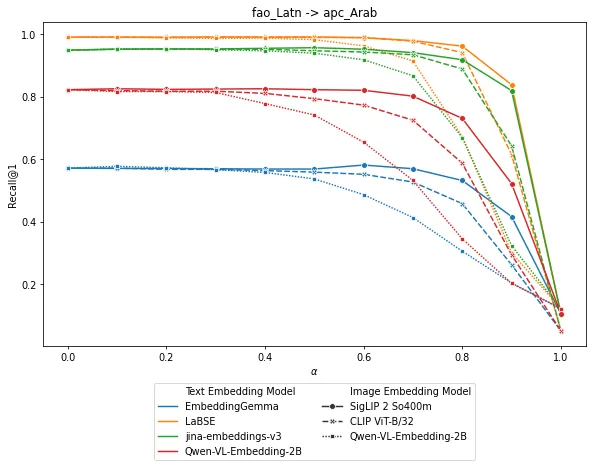 fao_Latn -> apc_Arab
Recall@1
1.0
0.8
0.6
0.4
0.2
0.0 0.2 0.4 0.6 0.8 1.0
α
Text Embedding Model
EmbeddingGemma
LaBSE
jina-embeddings-v3
Qwen-VL-Embedding-2B
Image Embedding Model
SigLIP 2 So400m
CLIP ViT-B/32
Qwen-VL-Embedding-2B